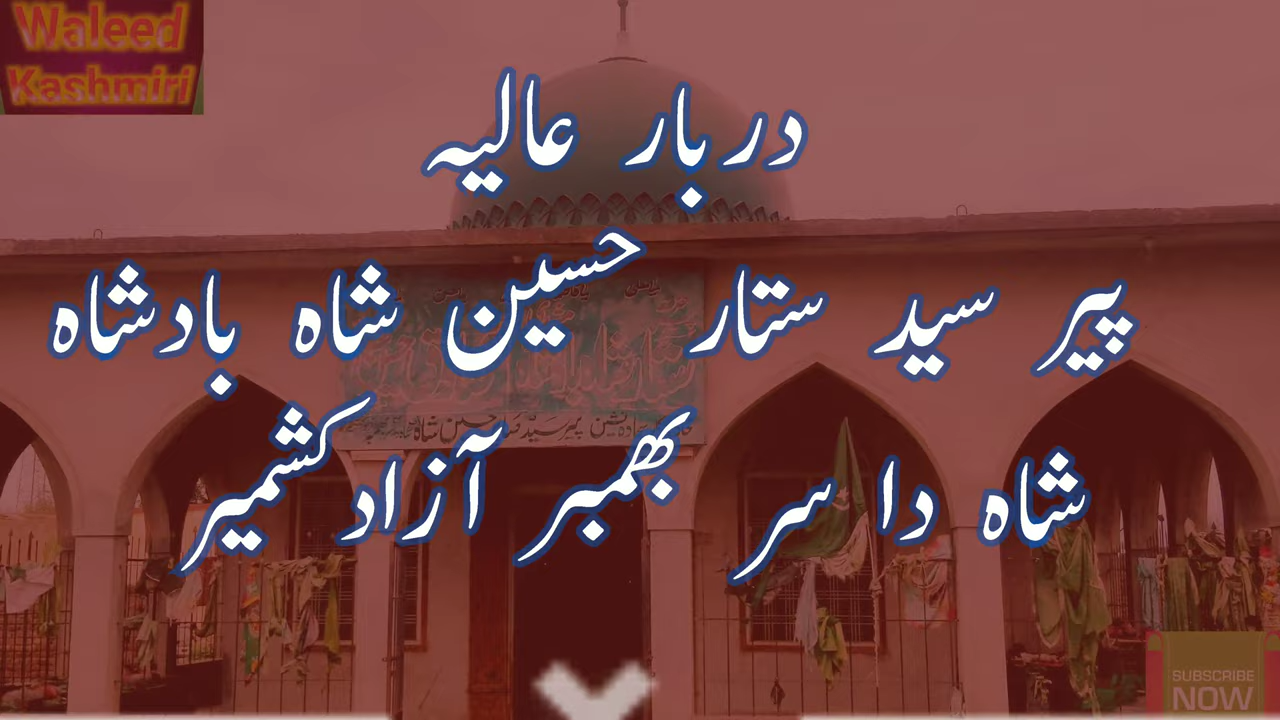 Waleed
Kashmiri
دربار عالیہ
پیر سید ستار حسین شاہ بادشاہ
شاہ دا سر بھمبر آزاد کشمیر
SUBSCRIBE
NOW